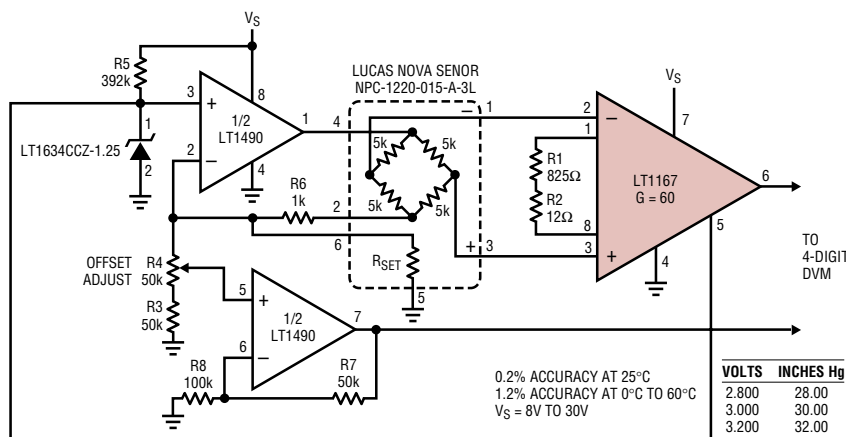 VS
R5
392k
3
+
1/2
LT1490
8
1
4
2
−
LT1634CCZ-1.25
1
2
LUCAS NOVA SENOR
NPC-1220-015-A-3L
4
1
−
5k
5k
5k
5k
2
6
+
3
RSET
5
R6
1k
VS
2
−
1
7
R1
825Ω
R2
12Ω
LT1167
G = 60
6
8
3
+
5
4
TO
4-DIGIT
DVM
OFFSET
ADJUST
R4
50k
R3
50k
5
+
1/2
LT1490
7
6
−
R8
100k
R7
50k
0.2% ACCURACY AT 25°C
1.2% ACCURACY AT 0°C TO 60°C
VS = 8V TO 30V
VOLTS INCHES Hg
2.800 28.00
3.000 30.00
3.200 32.00